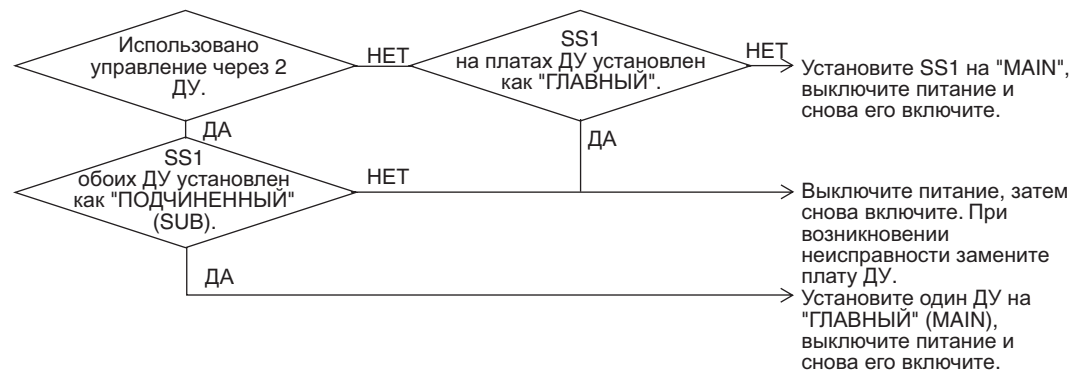 Использовано
управление через 2
ДУ.
НЕТ
SS1
на платах ДУ установлен
как "ГЛАВНЫЙ".
НЕТ
Установите SS1 на "MAIN",
выключите питание и
снова его включите.
ДА
ДА
SS1
обоих ДУ установлен
как "ПОДЧИНЕННЫЙ"
(SUB).
НЕТ
Выключите питание, затем
снова включите. При
возникновении
неисправности замените
плату ДУ.
ДА
Установите один ДУ на
"ГЛАВНЫЙ" (MAIN),
выключите питание и
снова его включите.